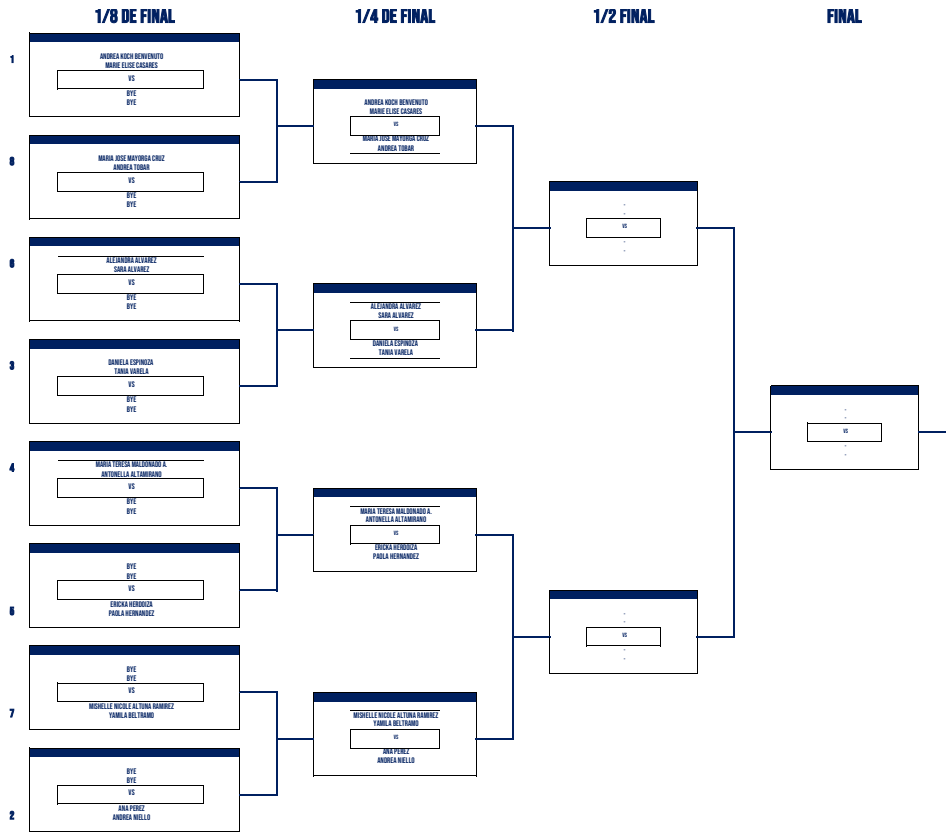 1/8 DE FINAL
1/4 DE FINAL
1/2 FINAL
FINAL
1
ANDREA KOCH BENVENUTO
MARIE ELISE CASARES
VS
BYE
BYE
8
MARIA JOSE MAYORGA CRUZ
ANDREA TOBAR
VS
BYE
BYE
6
ALEJANDRA ALVAREZ
SARA ALVAREZ
VS
BYE
BYE
3
DANIELA ESPINOZA
TANIA VARELA
VS
BYE
BYE
4
MARIA TERESA MALDONADO A.
ANTONELLA ALTAMIRANO
VS
BYE
BYE
5
BYE
BYE
VS
ERICKA HERDOIZA
PAOLA HERNANDEZ
7
BYE
BYE
VS
MISHELLE NICOLE ALTUNA RAMIREZ
YAMILA BELTRAMO
2
BYE
BYE
VS
ANA PEREZ
ANDREA NIELLO
ANDREA KOCH BENVENUTO
MARIE ELISE CASARES
VS
MARIA JOSE MAYORGA CRUZ
ANDREA TOBAR
ALEJANDRA ALVAREZ
SARA ALVAREZ
VS
DANIELA ESPINOZA
TANIA VARELA
MARIA TERESA MALDONADO A.
ANTONELLA ALTAMIRANO
VS
ERICKA HERDOIZA
PAOLA HERNANDEZ
MISHELLE NICOLE ALTUNA RAMIREZ
YAMILA BELTRAMO
VS
ANA PEREZ
ANDREA NIELLO
-
-
VS
-
-
-
-
VS
-
-
-
-
VS
-
-